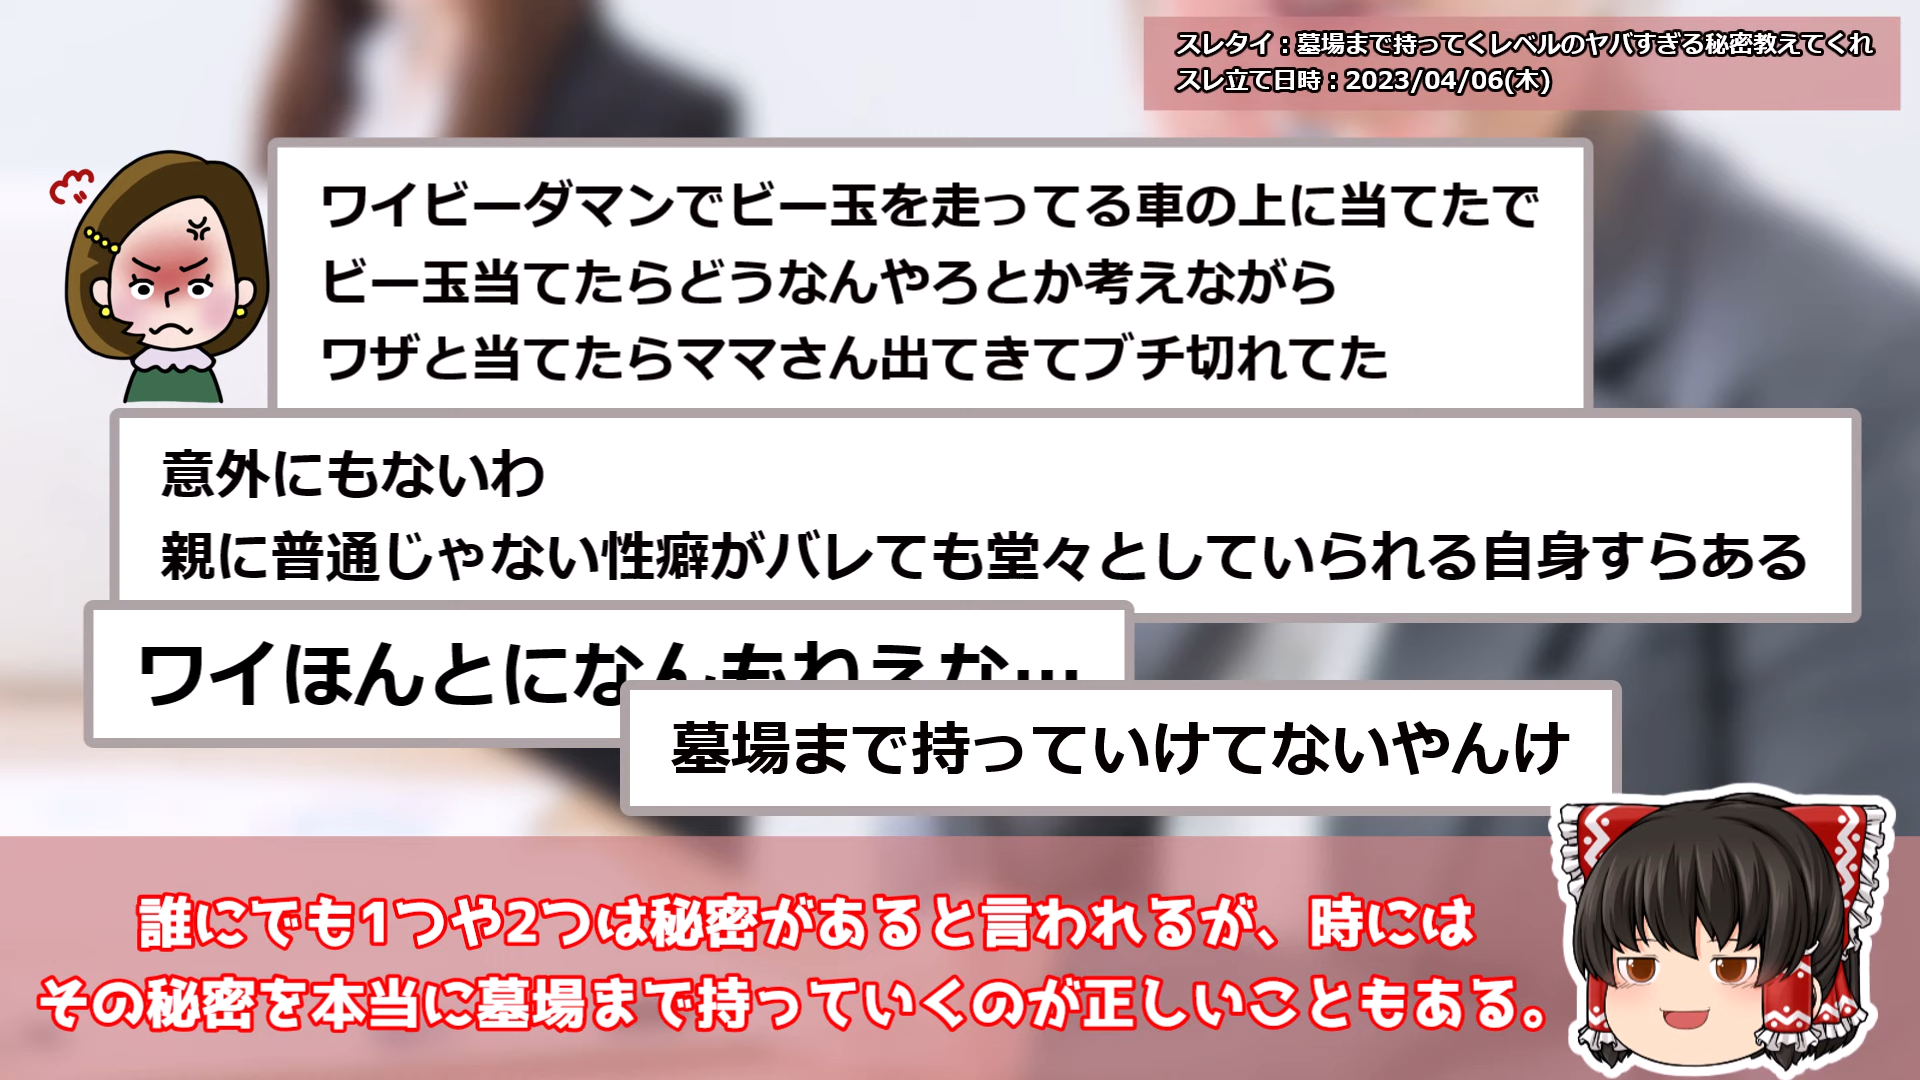 スレタイ：墓場まで持ってくレベルのヤバすぎる秘密教えてくれ
スレ立て日時：2023/04/06(木)
ワイビーダマンでビー玉を走ってる車の上に当てたで
ビー玉当てたらどうなんやろとか考えながら
ワザと当てたらママさん出てきてブチ切れてた
意外にもないわ
親に普通じゃない性癖がバレても堂々としていられる自身すらある
ワイほんとになんもねえな…
墓場まで持っていけてないやんけ
誰にでも1つや2つは秘密があると言われるが、時には
その秘密を本当に墓場まで持っていくのが正しいこともある。